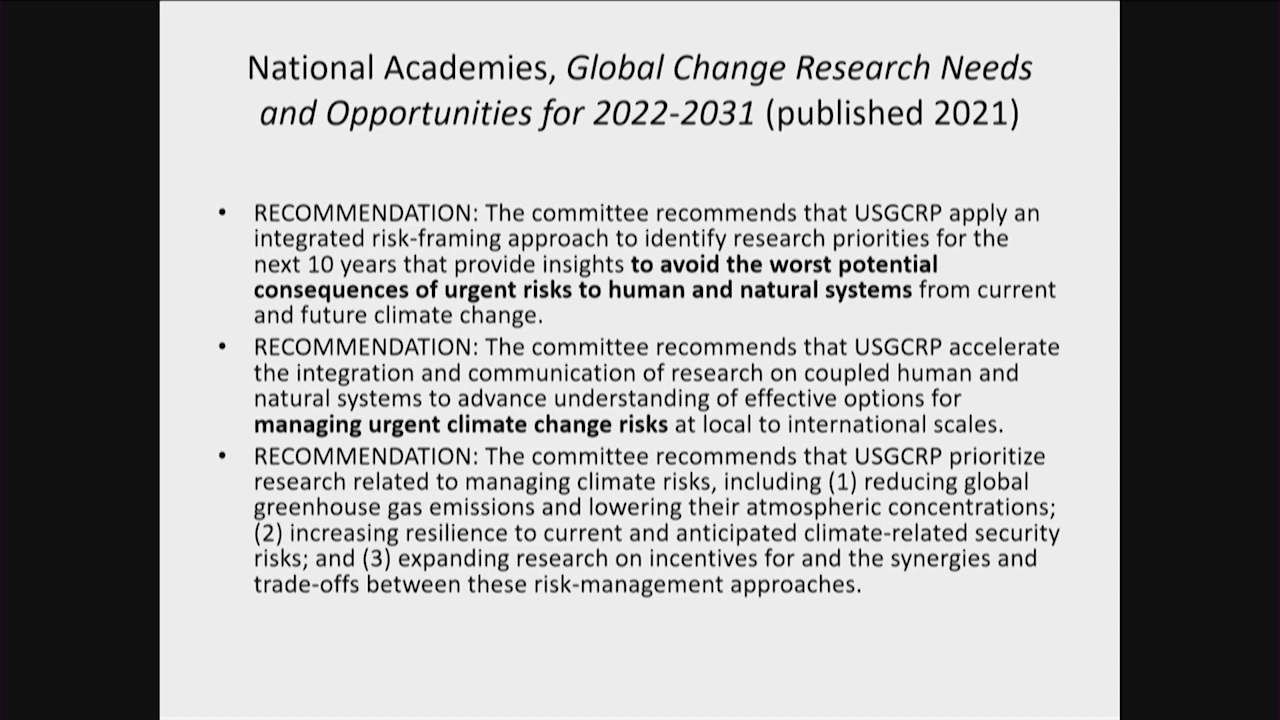 National Academies, Global Change Research Needs
and Opportunities for 2022-2031 (published 2021)
• RECOMMENDATION: The committee recommends that USGCRP apply an
integrated risk-framing approach to identify research priorities for the
next 10 years that provide insights to avoid the worst potential
consequences of urgent risks to human and natural systems from current
and future climate change.
• RECOMMENDATION: The committee recommends that USGCRP accelerate
the integration and communication of research on coupled human and
natural systems to advance understanding of effective options for
managing urgent climate change risks at local to international scales.
• RECOMMENDATION: The committee recommends that USGCRP prioritize
research related to managing climate risks, including (1) reducing global
greenhouse gas emissions and lowering their atmospheric concentrations;
(2) increasing resilience to current and anticipated climate-related security
risks; and (3) expanding research on incentives for and the synergies and
trade-offs between these risk-management approaches.